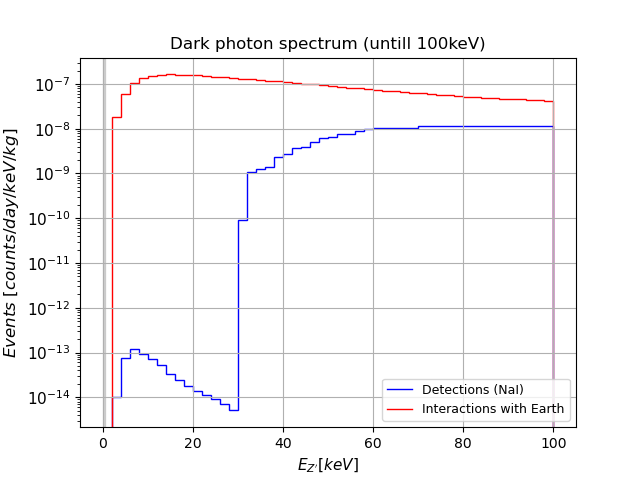 Dark photon spectrum (untill 100keV)
Events [counts/day/keV/kg]
10⁻⁷
10⁻⁸
10⁻⁹
10⁻¹⁰
10⁻¹¹
10⁻¹²
10⁻¹³
10⁻¹⁴
Detections (NaI)
Interactions with Earth
0 20 40 60 80 100
E_{Z'}[keV]